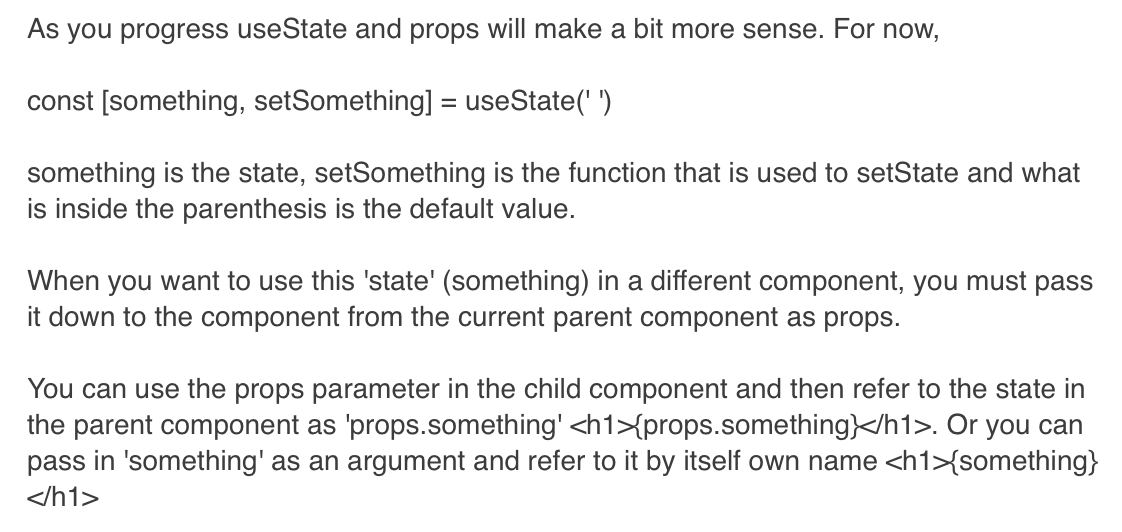 As you progress useState and props will make a bit more sense. For now,
const [something, setSomething] = useState(' ')
something is the state, setSomething is the function that is used to setState and what
is inside the parenthesis is the default value.
When you want to use this 'state' (something) in a different component, you must pass
it down to the component from the current parent component as props.
You can use the props parameter in the child component and then refer to the state in
the parent component as 'props.something' <h1>{props.something}</h1>. Or you can
pass in 'something' as an argument and refer to it by itself own name <h1>{something}
</h1>